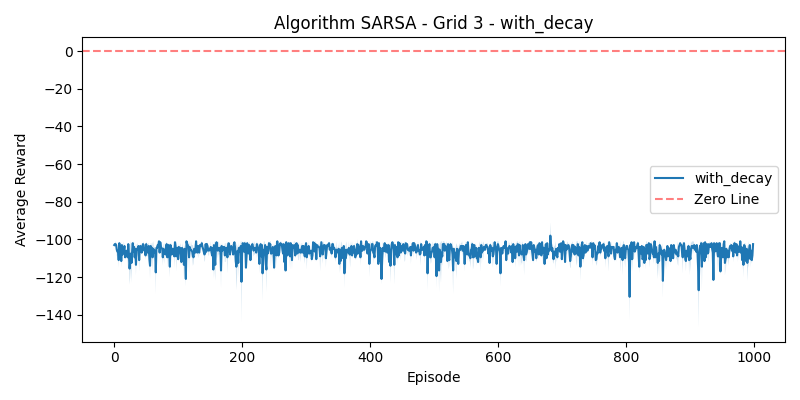 Algorithm SARSA - Grid 3 - with_decay
Average Reward
0
−20
−40
−60
−80
−100
−120
−140
with_decay
Zero Line
0
200
400
600
800
1000
Episode